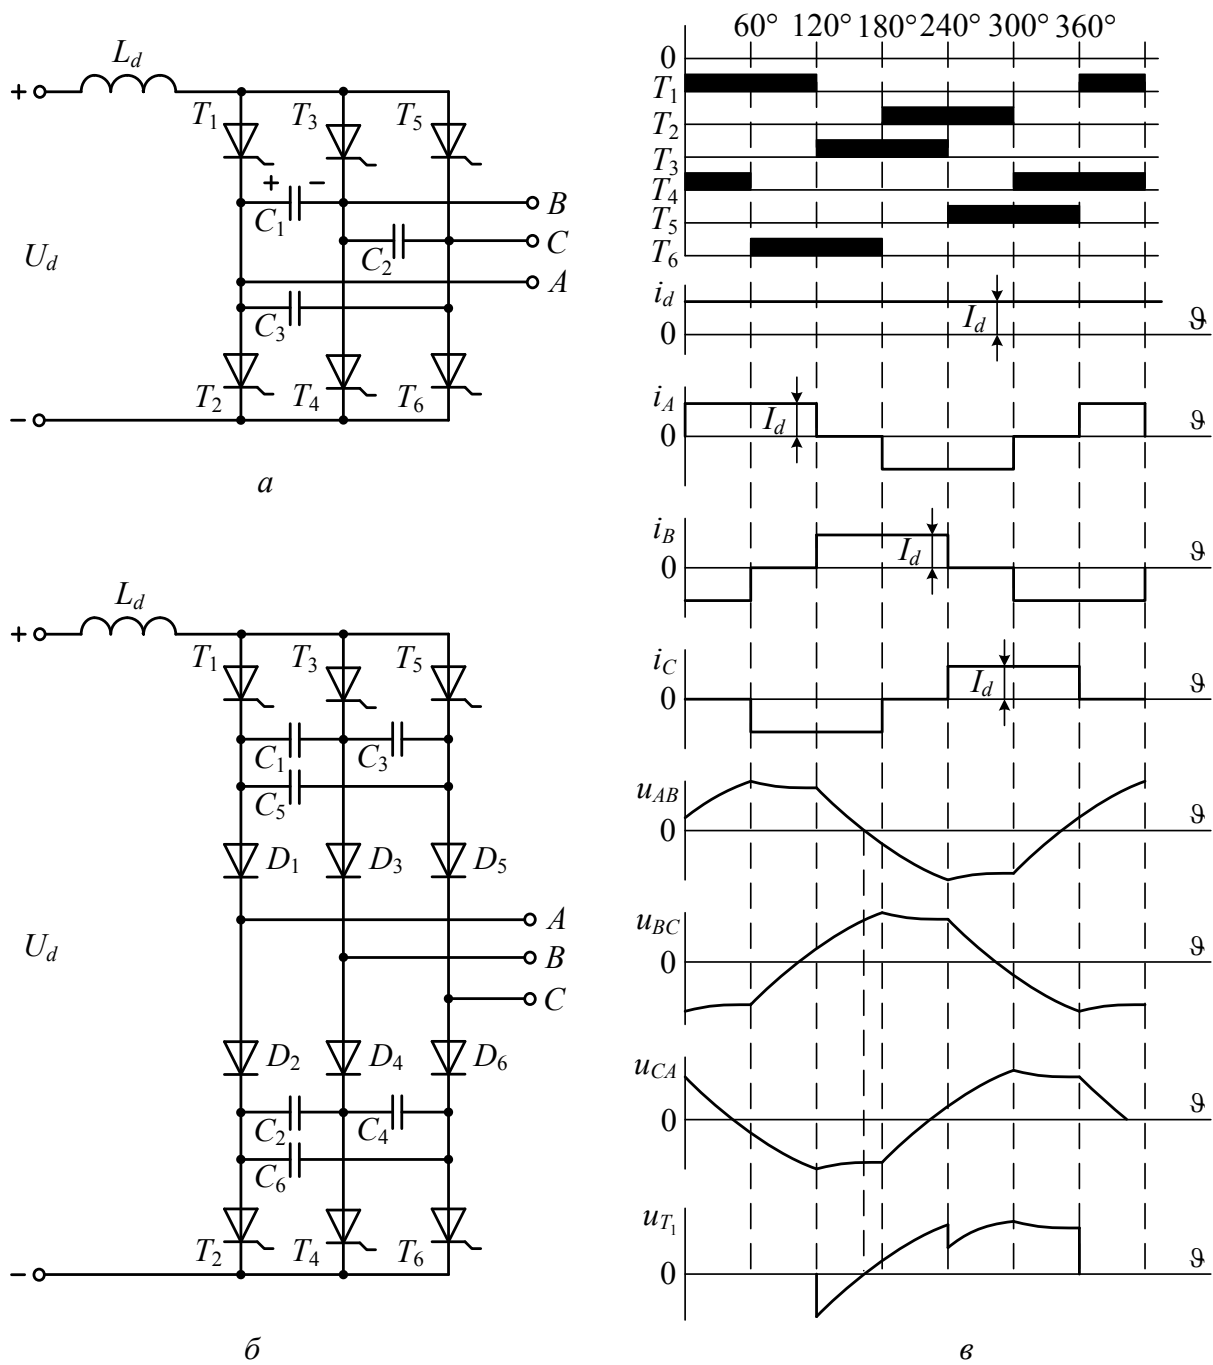 L_d
+
T_1 T_3 T_5
+ −
C_1
B
C_2
C
U_d
A
C_3
T_2 T_4 T_6
−
а
L_d
+
T_1 T_3 T_5
C_1 C_3
C_5
D_1 D_3 D_5
A
U_d
B
C
D_2 D_4 D_6
C_2 C_4
C_6
T_2 T_4 T_6
−
б
60° 120° 180° 240° 300° 360°
0
T_1
T_2
T_3
T_4
T_5
T_6
i_d
I_d
0 ϑ
i_A
I_d
0 ϑ
i_B
I_d
0 ϑ
i_C
I_d
0 ϑ
u_AB
0 ϑ
u_BC
0 ϑ
u_CA
0 ϑ
u_T_1
0 ϑ
в